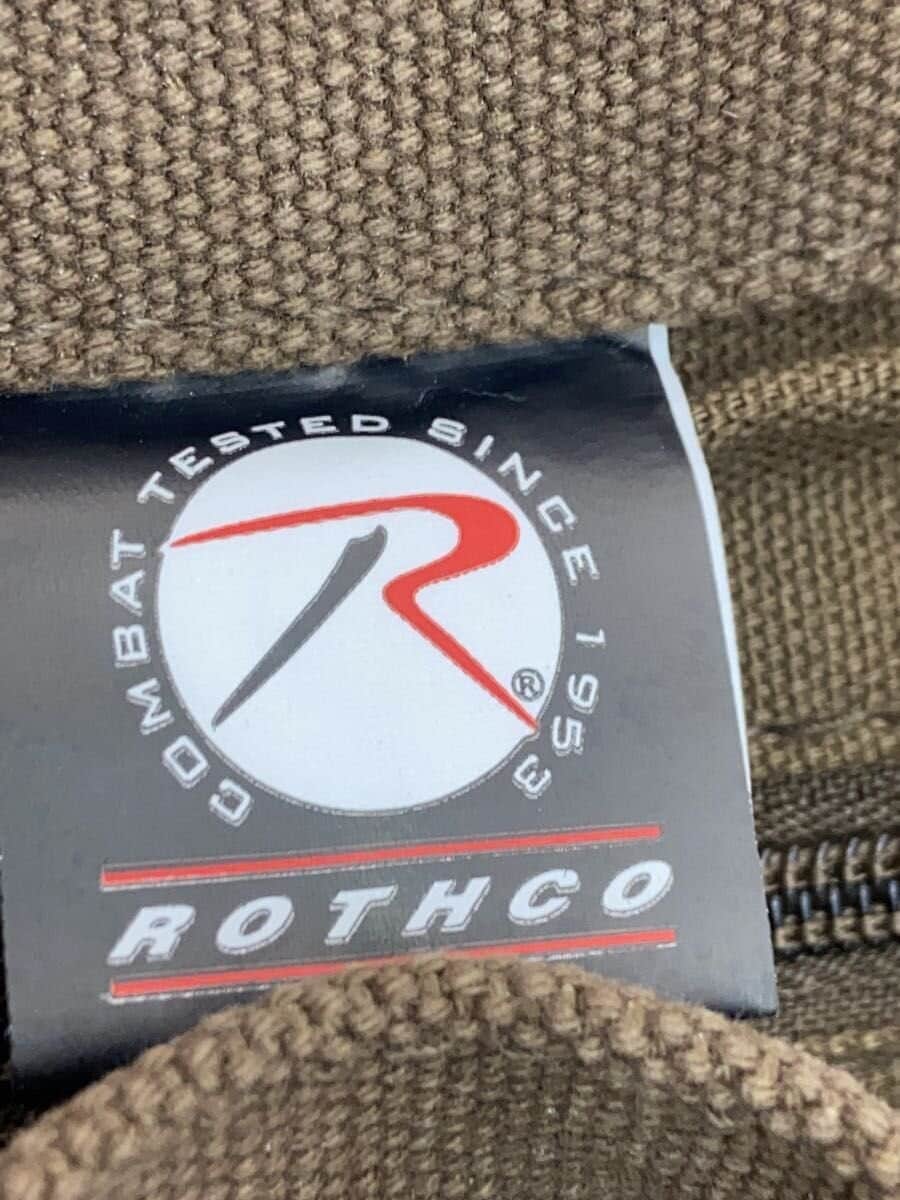 COMBAT TESTED SINCE 1953
R
®
ROTHCO